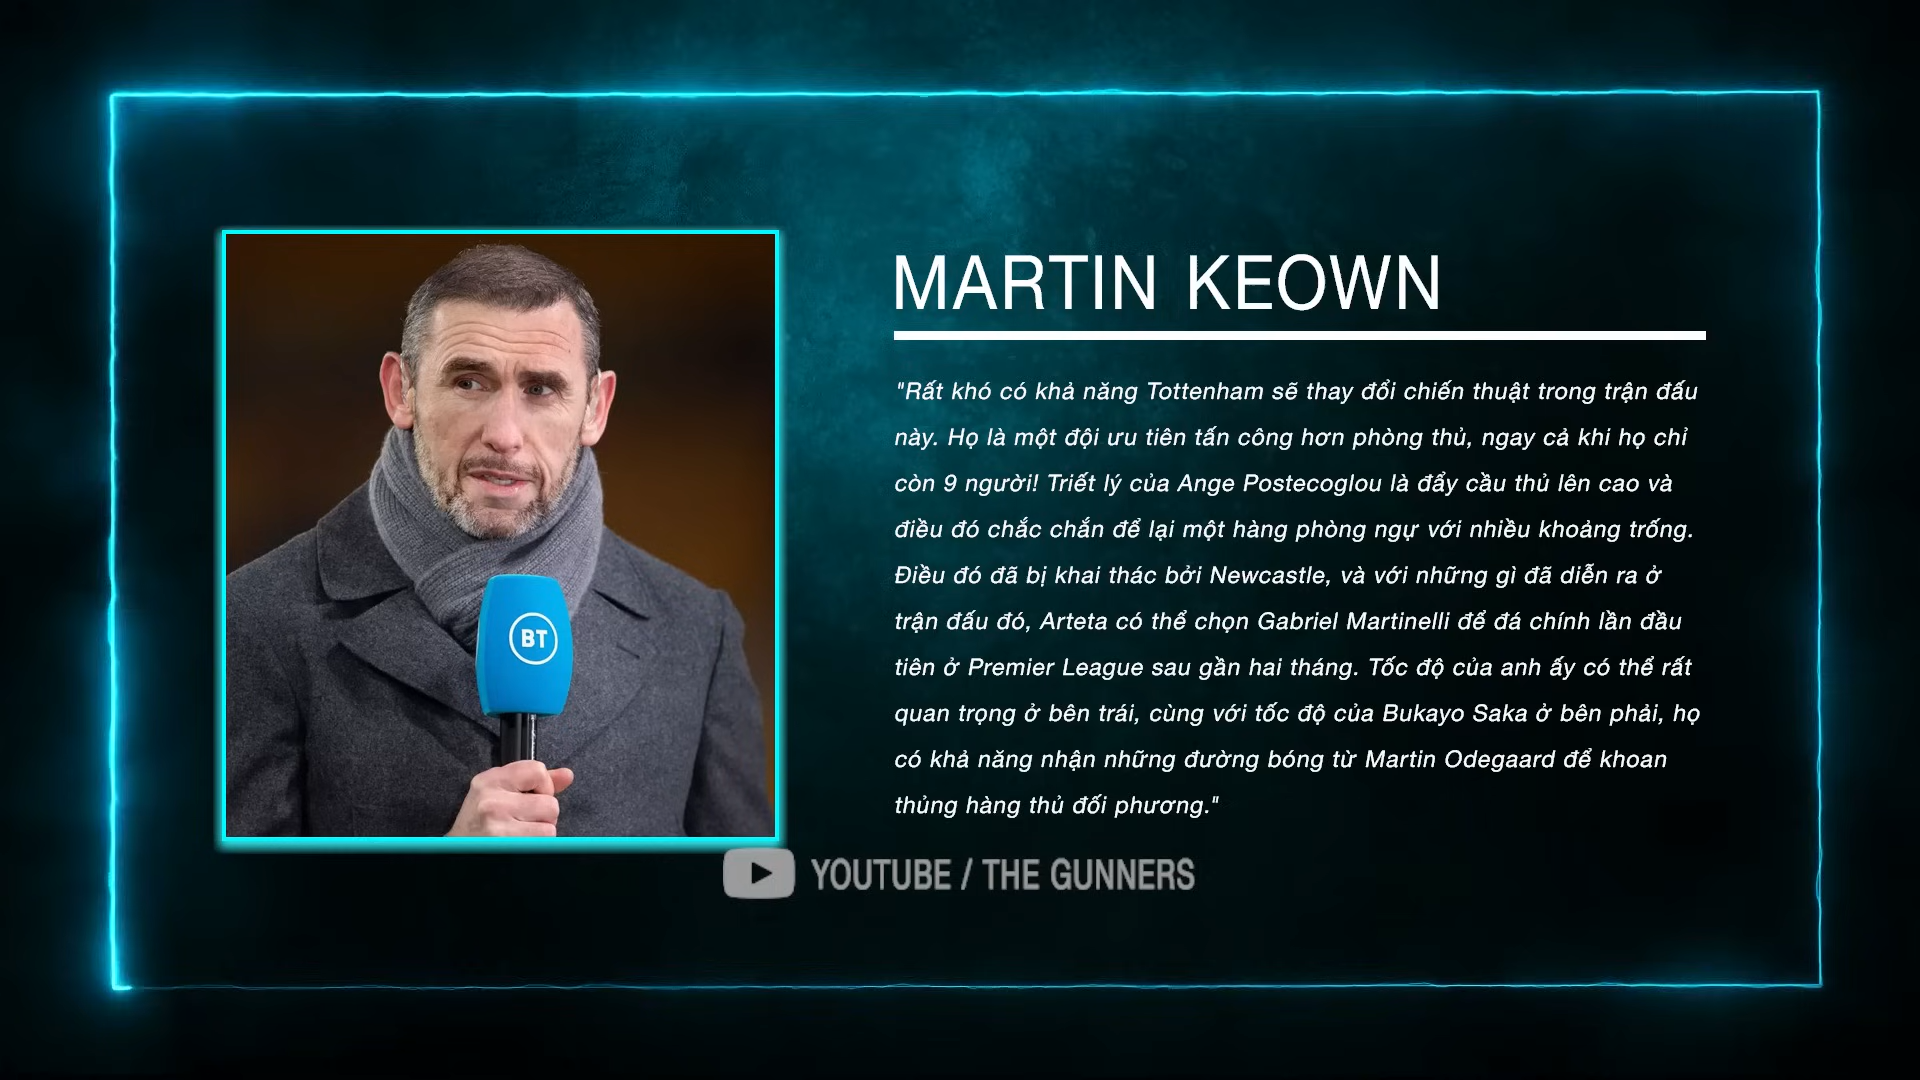 MARTIN KEOWN
"Rất khó có khả năng Tottenham sẽ thay đổi chiến thuật trong trận đấu
này. Họ là một đội ưu tiên tấn công hơn phòng thủ, ngay cả khi họ chỉ
còn 9 người! Triết lý của Ange Postecoglou là đẩy cầu thủ lên cao và
điều đó chắc chắn để lại một hàng phòng ngự với nhiều khoảng trống.
Điều đó đã bị khai thác bởi Newcastle, và với những gì đã diễn ra ở
trận đấu đó, Arteta có thể chọn Gabriel Martinelli để đá chính lần đầu
tiên ở Premier League sau gần hai tháng. Tốc độ của anh ấy có thể rất
quan trọng ở bên trái, cùng với tốc độ của Bukayo Saka ở bên phải, họ
có khả năng nhận những đường bóng từ Martin Odegaard để khoan
thủng hàng thủ đối phương."
BT
YOUTUBE / THE GUNNERS